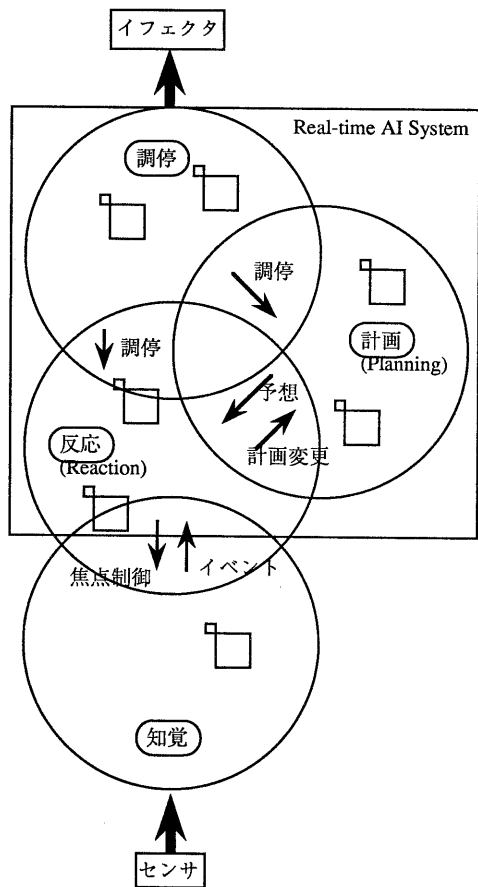 イフェクタ
Real-time AI System
調停
調停
計画
(Planning)
調停
予想
計画変更
反応
(Reaction)
焦点制御
イベント
知覚
センサ